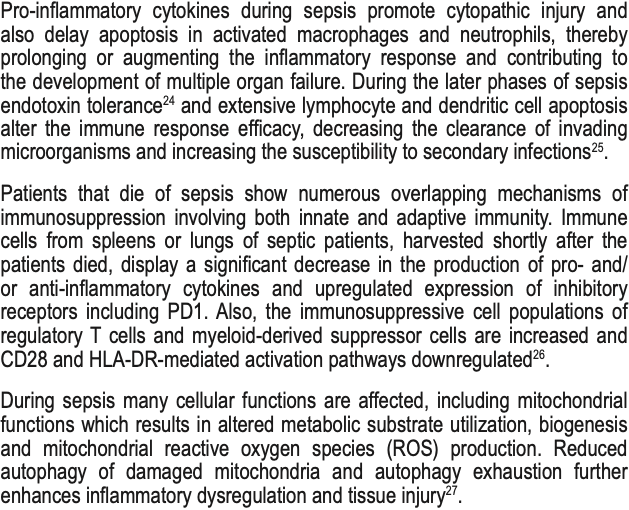 Pro-inflammatory cytokines during sepsis promote cytopathic injury and
also delay apoptosis in activated macrophages and neutrophils, thereby
prolonging or augmenting the inflammatory response and contributing to
the development of multiple organ failure. During the later phases of sepsis
endotoxin tolerance²⁴ and extensive lymphocyte and dendritic cell apoptosis
alter the immune response efficacy, decreasing the clearance of invading
microorganisms and increasing the susceptibility to secondary infections²⁵.
Patients that die of sepsis show numerous overlapping mechanisms of
immunosuppression involving both innate and adaptive immunity. Immune
cells from spleens or lungs of septic patients, harvested shortly after the
patients died, display a significant decrease in the production of pro- and/
or anti-inflammatory cytokines and upregulated expression of inhibitory
receptors including PD1. Also, the immunosuppressive cell populations of
regulatory T cells and myeloid-derived suppressor cells are increased and
CD28 and HLA-DR-mediated activation pathways downregulated²⁶.
During sepsis many cellular functions are affected, including mitochondrial
functions which results in altered metabolic substrate utilization, biogenesis
and mitochondrial reactive oxygen species (ROS) production. Reduced
autophagy of damaged mitochondria and autophagy exhaustion further
enhances inflammatory dysregulation and tissue injury²⁷.